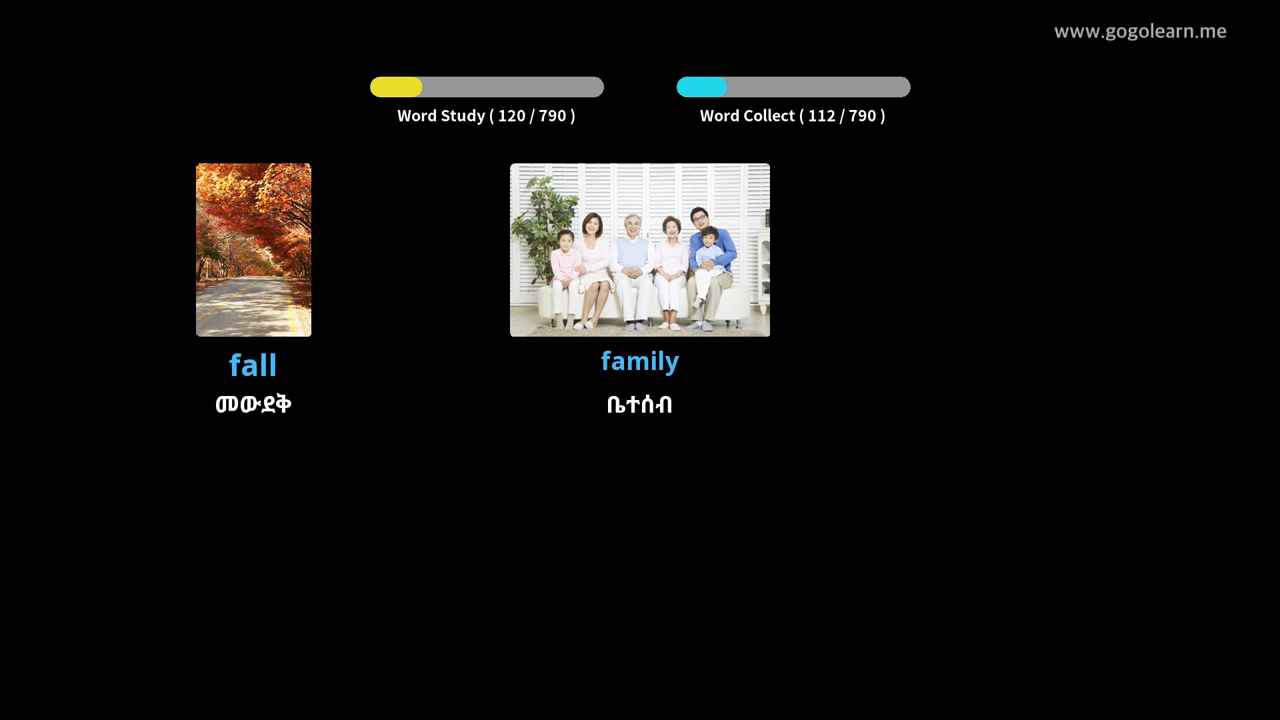 www.gogolearn.me
Word Study ( 120 / 790 )
Word Collect ( 112 / 790 )
fall
family
መውደቅ
ቤተሰብ